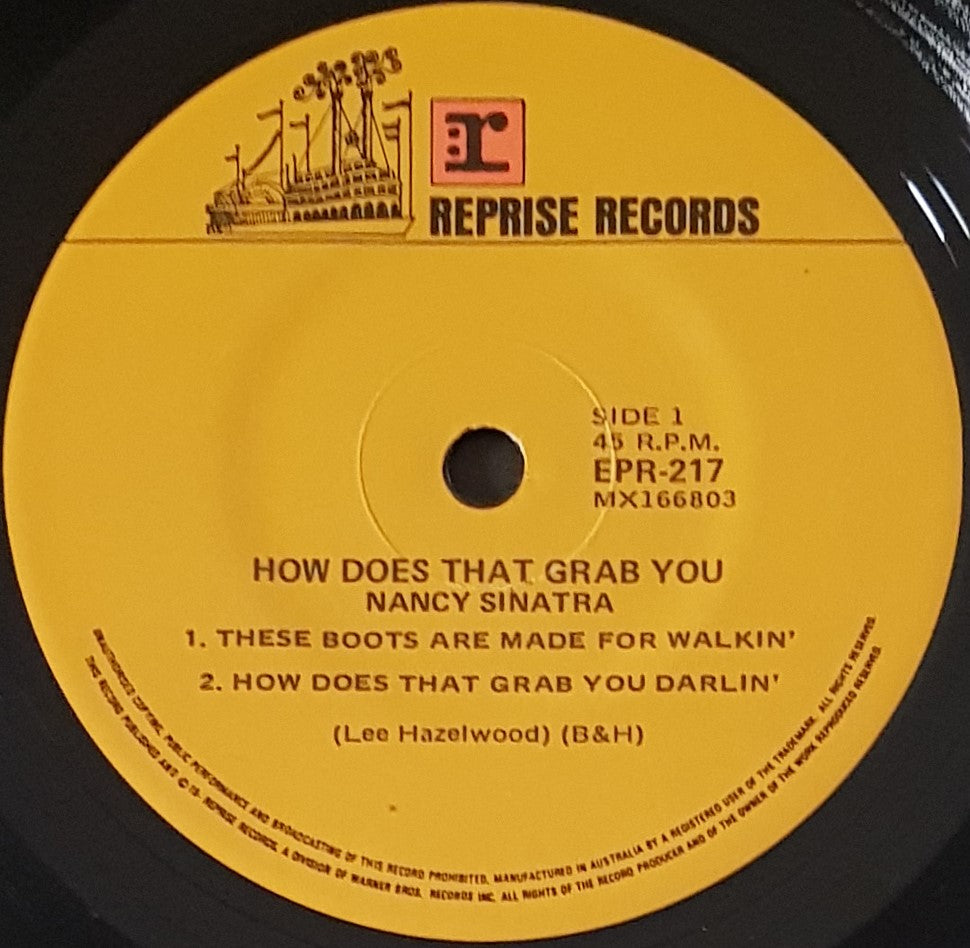 r
REPRISE RECORDS
SIDE 1
45 R.P.M.
EPR-217
MX166803
HOW DOES THAT GRAB YOU
NANCY SINATRA
1. THESE BOOTS ARE MADE FOR WALKIN'
2. HOW DOES THAT GRAB YOU DARLIN'
(Lee Hazelwood) (B&H)
UNAUTHORISED COPYING, PUBLIC PERFORMANCE AND BROADCASTING OF THIS RECORD PROHIBITED. MANUFACTURED IN AUSTRALIA BY A REGISTERED USER OF THE TRADEMARK. ALL RIGHTS RESERVED
THIS RECORD PUBLISHED AND REPRISE RECORDS, A DIVISION OF WARNER BROS. RECORDS INC. ALL RIGHTS OF THE RECORD PRODUCER AND OF THE OWNER OF THE WORK REPRODUCED RESERVED.